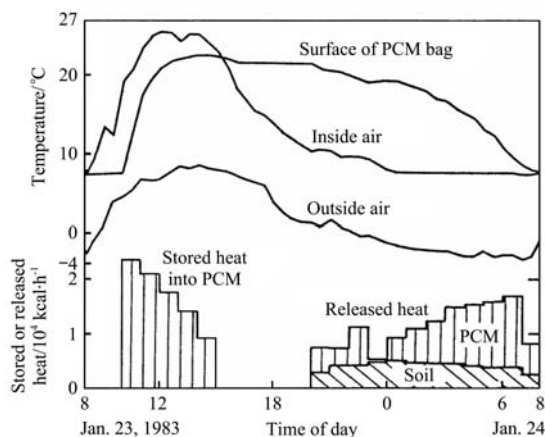 27
20
10
0
−4
Temperature/°C
Surface of PCM bag
Inside air
Outside air
Stored or released
heat/10⁴ kcal·h⁻¹
2
1
0
Stored heat
into PCM
Released heat
PCM
Soil
8
12
18
0
6
8
Jan. 23, 1983
Time of day
Jan. 24